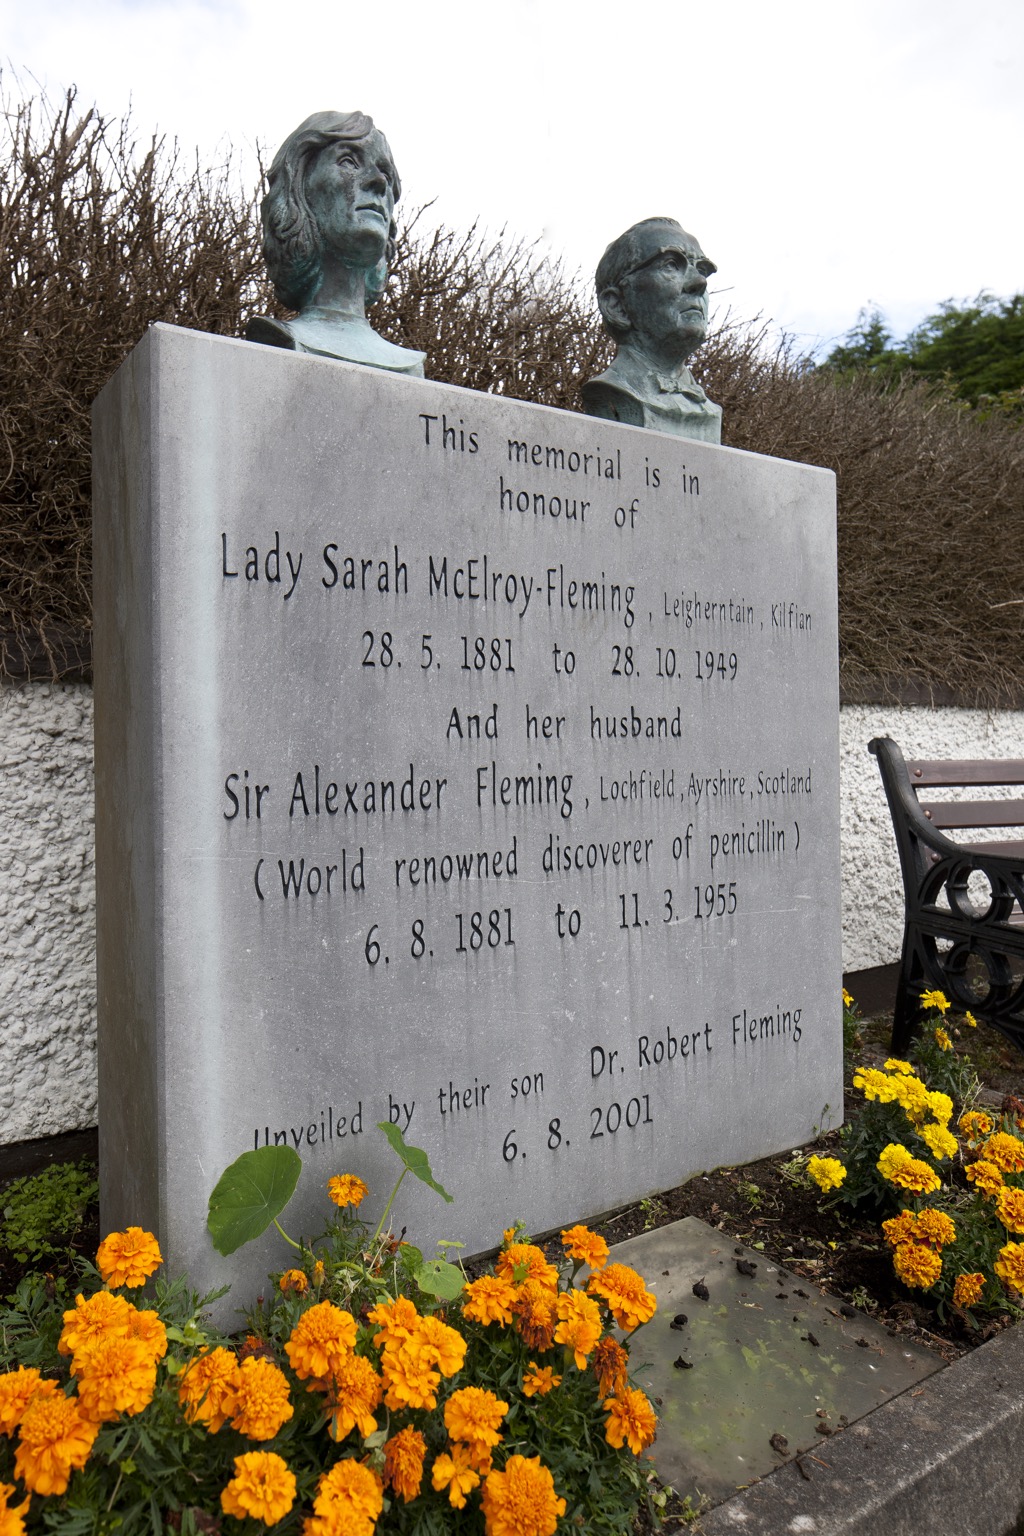 This memorial is in
honour of
Lady Sarah McElroy-Fleming, Leigherntain, Kilfian
28. 5. 1881 to 28. 10. 1949
And her husband
Sir Alexander Fleming, Lochfield, Ayrshire, Scotland
(World renowned discoverer of penicillin)
6. 8. 1881 to 11. 3. 1955
Unveiled by their son Dr. Robert Fleming
6. 8. 2001